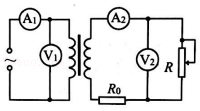 A₁
A₂
~
V₁
V₂
R
R₀